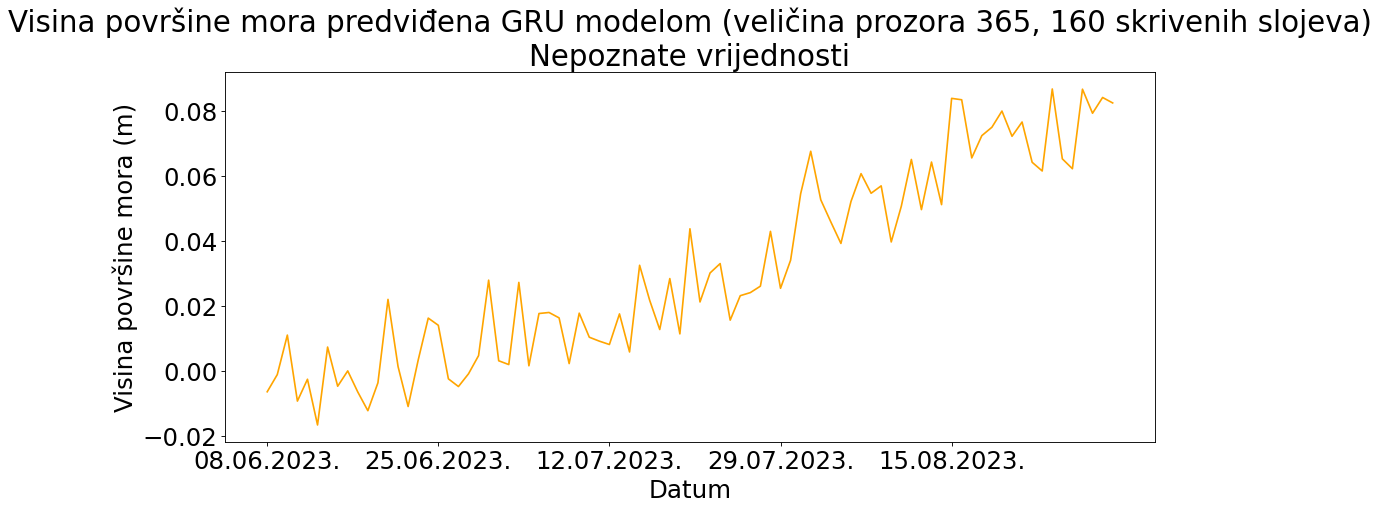 Visina površine mora predviđena GRU modelom (veličina prozora 365, 160 skrivenih slojeva)
Nepoznate vrijednosti
Visina površine mora (m)
0.08
0.06
0.04
0.02
0.00
−0.02
08.06.2023. 25.06.2023. 12.07.2023. 29.07.2023. 15.08.2023.
Datum